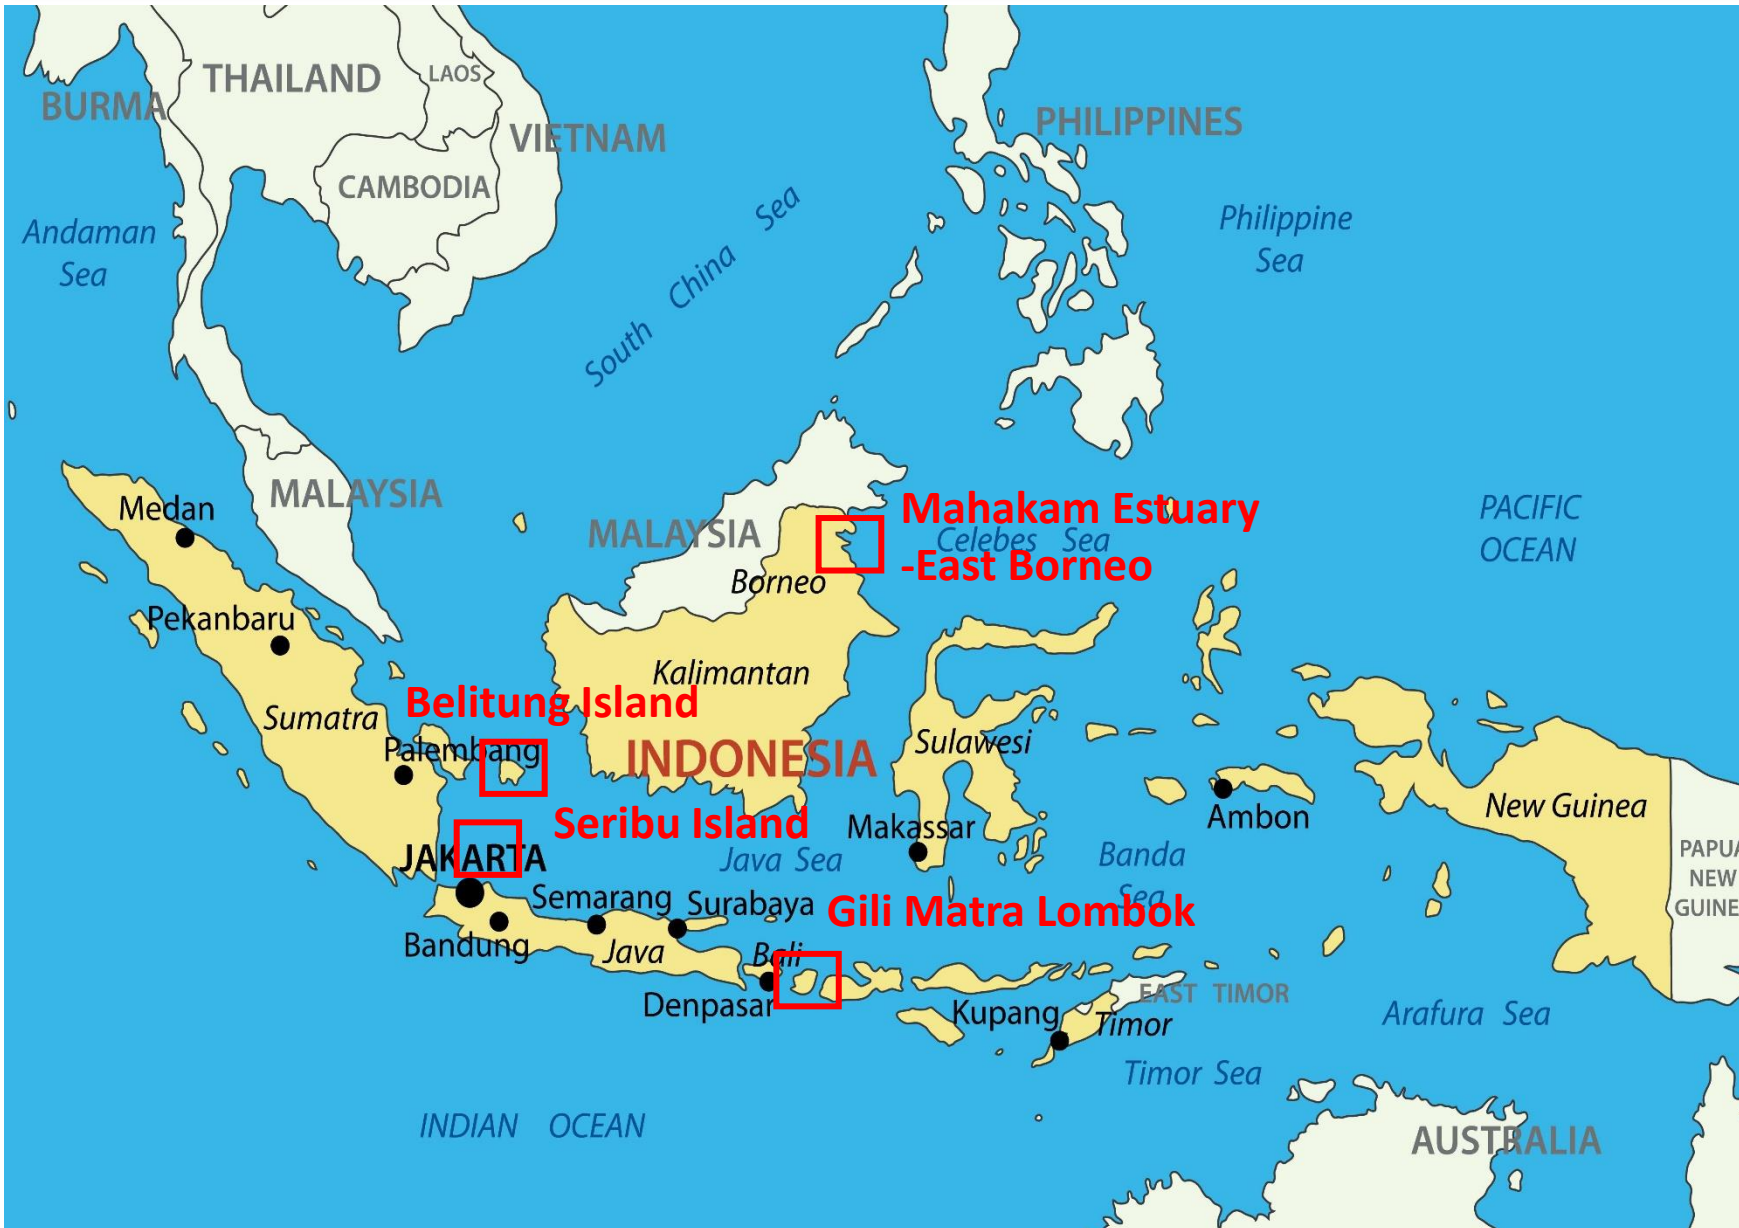 THAILAND
LAOS
BURMA
VIETNAM
PHILIPPINES
CAMBODIA
Andaman
Sea
South China Sea
Philippine
Sea
MALAYSIA
Medan
MALAYSIA
Mahakam Estuary
Celebes Sea
-East Borneo
PACIFIC
OCEAN
Borneo
Pekanbaru
Kalimantan
Belitung Island
Sumatra
Palembang
INDONESIA
Sulawesi
Seribu Island
Makassar
Ambon
New Guinea
JAKARTA
Java Sea
Banda
Sea
PAPUA
NEW
GUINE
Semarang
Surabaya
Gili Matra Lombok
Bandung
Java
Bali
Denpasar
Kupang
EAST TIMOR
Timor
Arafura Sea
Timor Sea
INDIAN OCEAN
AUSTRALIA